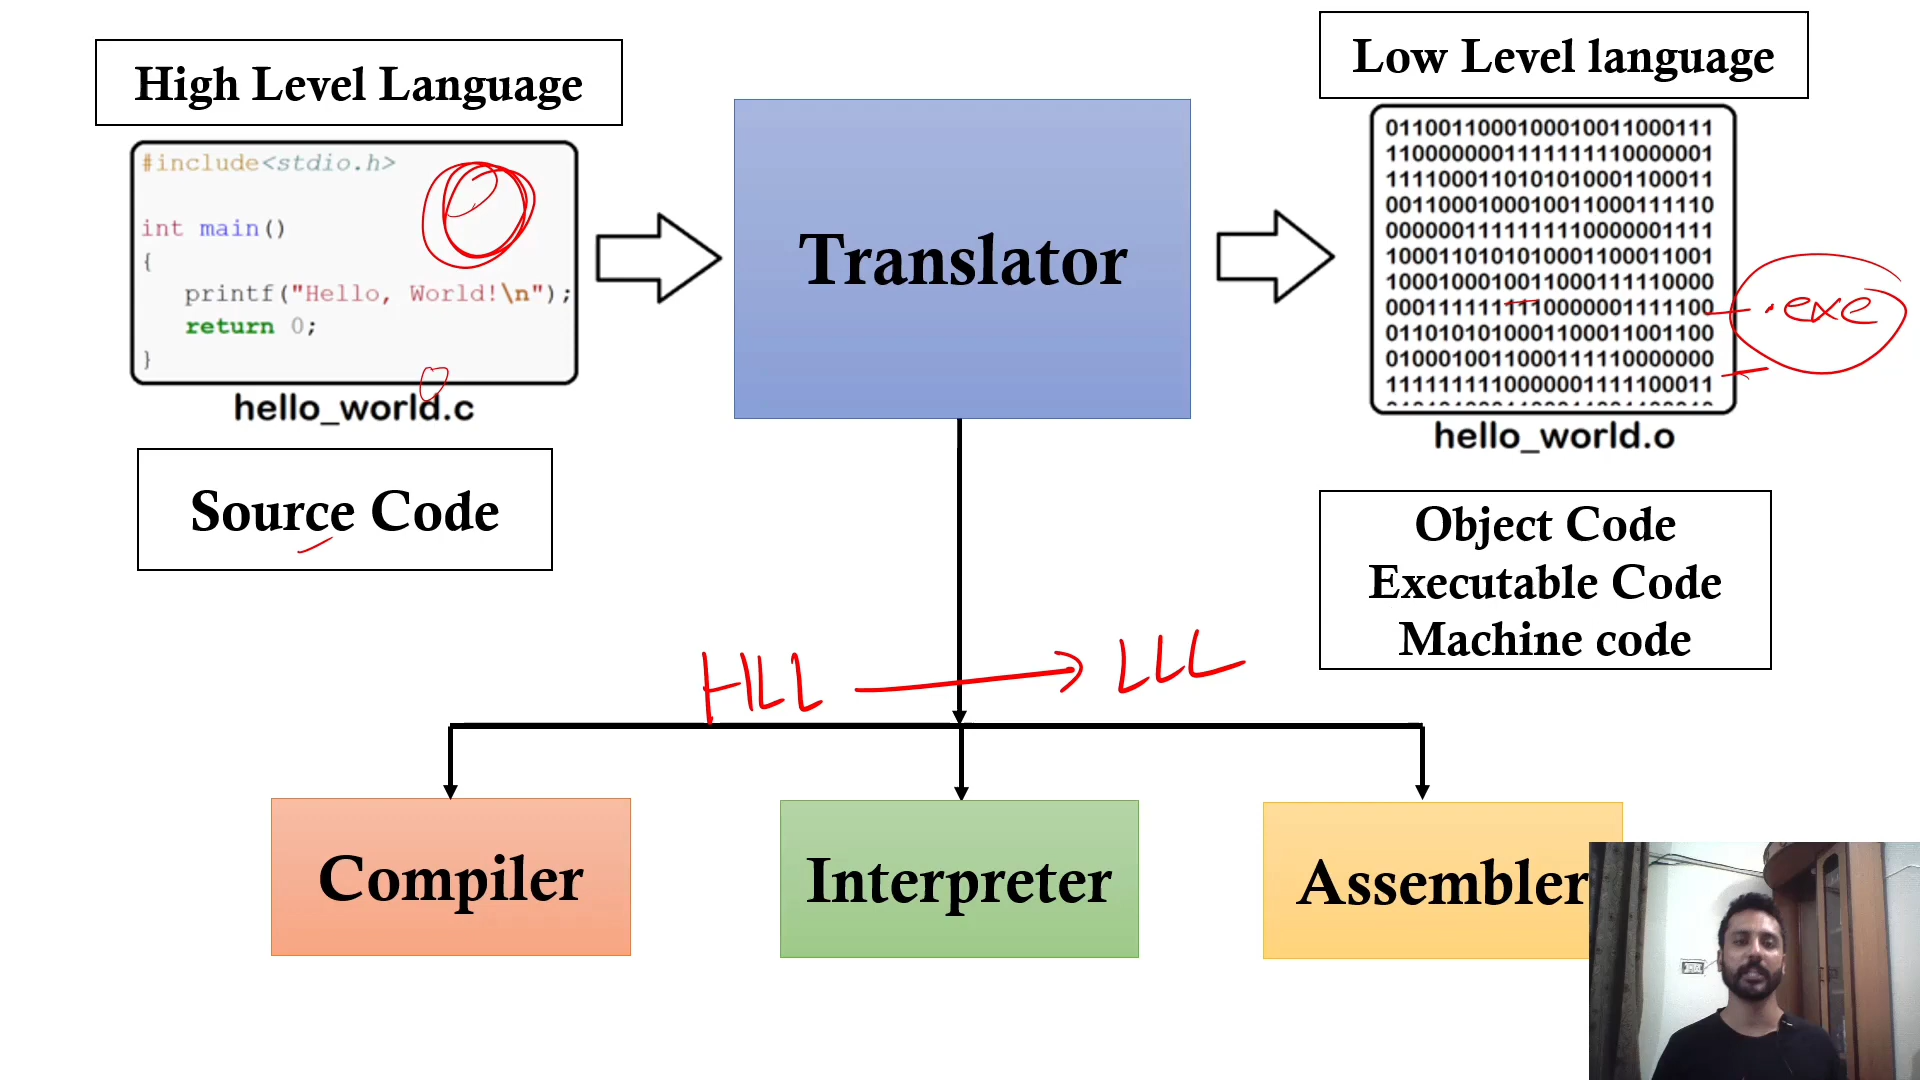 High Level Language
#include<stdio.h>
int main()
{
printf("Hello, World!\n");
return 0;
}
hello_world.c
Source Code
Translator
Low Level language
0110011000100010011000111
1100000001111111110000001
1111000110101010001100011
0011000100010011000111110
0000001111111110000001111
1000110101010001100011001
1000100010011000111110000
0001111111110000001111100
0110101010001100011001100
0100010011000111110000000
1111111110000001111100011
.exe
hello_world.o
Object Code
Executable Code
Machine code
HLL → LLL
Compiler
Interpreter
Assembler